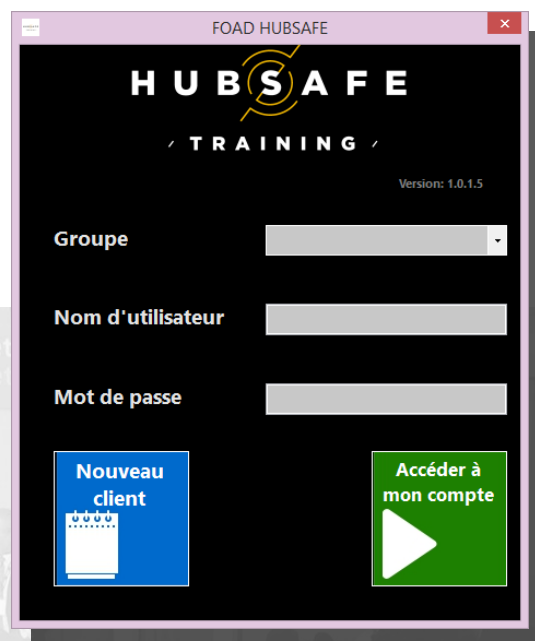 FOAD HUBSAFE
HUBSAFE
TRAINING
Version: 1.0.1.5
Groupe
Nom d'utilisateur
Mot de passe
Nouveau
client
Accéder à
mon compte